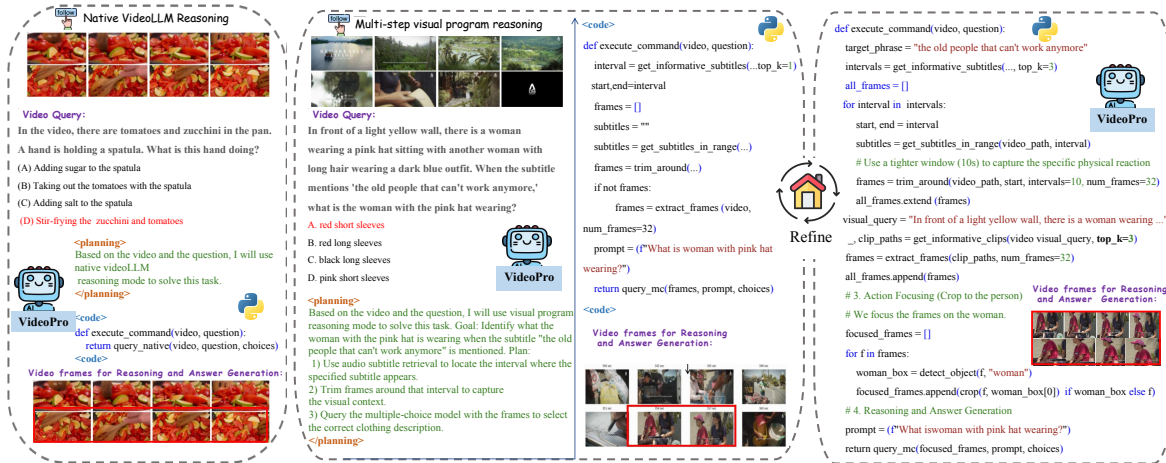 follow
Native VideoLLM Reasoning
Video Query:
In the video, there are tomatoes and zucchini in the pan.
A hand is holding a spatula. What is this hand doing?
(A) Adding sugar to the spatula
(B) Taking out the tomatoes with the spatula
(C) Adding salt to the spatula
(D) Stir-frying the zucchini and tomatoes
<planning>
Based on the video and the question, I will use
native videoLLM
reasoning mode to solve this task.
</planning>
VideoPro
<code>
def execute_command(video, question):
return query_native(video, question, choices)
<code>
Video frames for Reasoning and Answer Generation:
follow
Multi-step visual program reasoning
Video Query:
In front of a light yellow wall, there is a woman
wearing a pink hat sitting with another woman with
long hair wearing a dark blue outfit. When the subtitle
mentions 'the old people that can't work anymore,'
what is the woman with the pink hat wearing?
A. red short sleeves
B. red long sleeves
C. black long sleeves
D. pink short sleeves
VideoPro
<planning>
Based on the video and the question, I will use visual program
reasoning mode to solve this task. Goal: Identify what the
woman with the pink hat is wearing when the subtitle "the old
people that can't work anymore" is mentioned. Plan:
1) Use audio subtitle retrieval to locate the interval where the
specified subtitle appears.
2) Trim frames around that interval to capture
the visual context.
3) Query the multiple-choice model with the frames to select
the correct clothing description.
</planning>
<code>
def execute_command(video, question):
interval = get_informative_subtitles(...top_k=1)
start,end=interval
frames = []
subtitles = ""
subtitles = get_subtitles_in_range(...)
frames = trim_around(...)
if not frames:
frames = extract_frames (video,
num_frames=32)
prompt = (f"What is woman with pink hat
wearing?")
return query_mc(frames, prompt, choices)
<code>
Video frames for Reasoning
and Answer Generation:
Refine
def execute_command(video, question):
target_phrase = "the old people that can't work anymore"
intervals = get_informative_subtitles(..., top_k=3)
all_frames = []
for interval in intervals:
start, end = interval
subtitles = get_subtitles_in_range(video_path, interval)
# Use a tighter window (10s) to capture the specific physical reaction
frames = trim_around(video_path, start, intervals=10, num_frames=32)
all_frames.extend (frames)
visual_query = "In front of a light yellow wall, there is a woman wearing ..."
_, clip_paths = get_informative_clips(video visual_query, top_k=3)
frames = extract_frames(clip_paths, num_frames=32)
all_frames.append(frames)
# 3. Action Focusing (Crop to the person)
# We focus the frames on the woman.
focused_frames = []
for f in frames:
woman_box = detect_object(f, "woman")
focused_frames.append(crop(f, woman_box[0]) if woman_box else f)
# 4. Reasoning and Answer Generation
prompt = (f"What iswoman with pink hat wearing?")
return query_mc(focused_frames, prompt, choices)
VideoPro
Video frames for Reasoning
and Answer Generation: